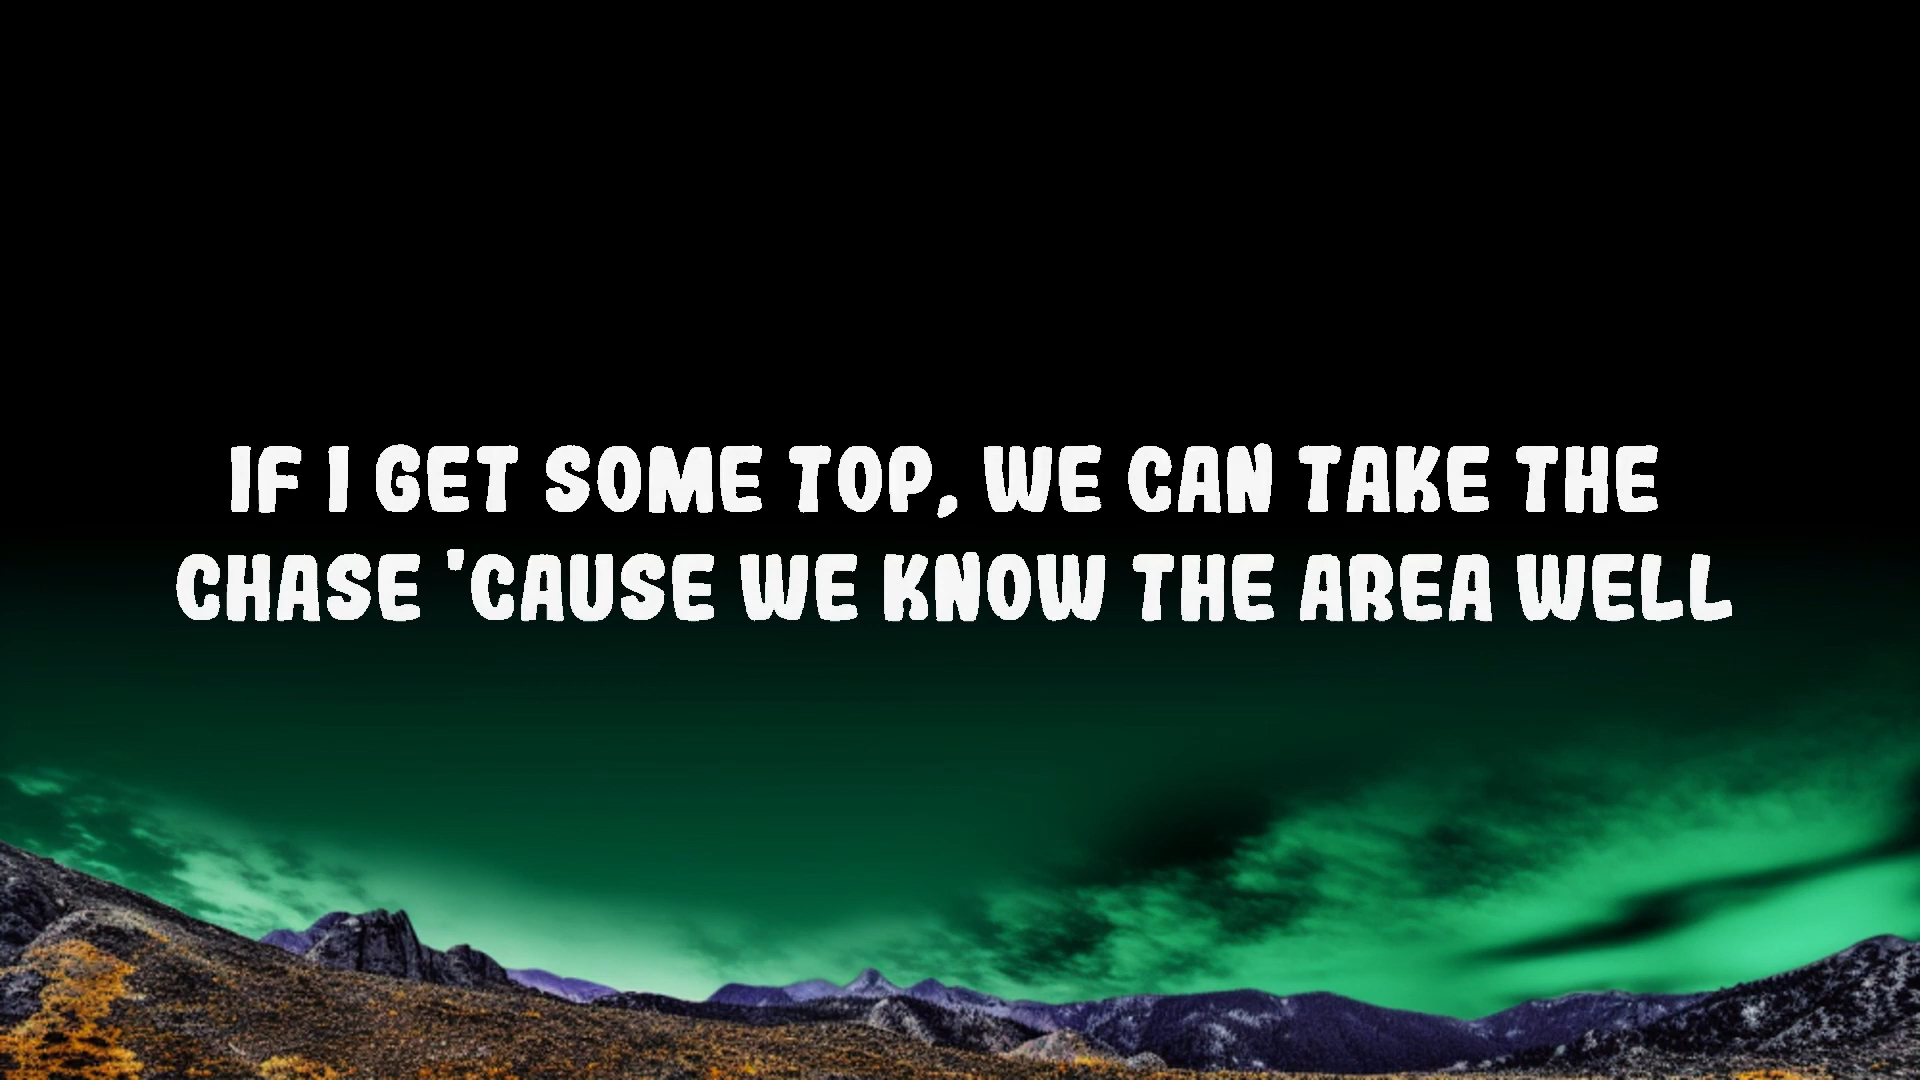 IF I GET SOME TOP, WE CAN TAKE THE
CHASE 'CAUSE WE KNOW THE AREA WELL